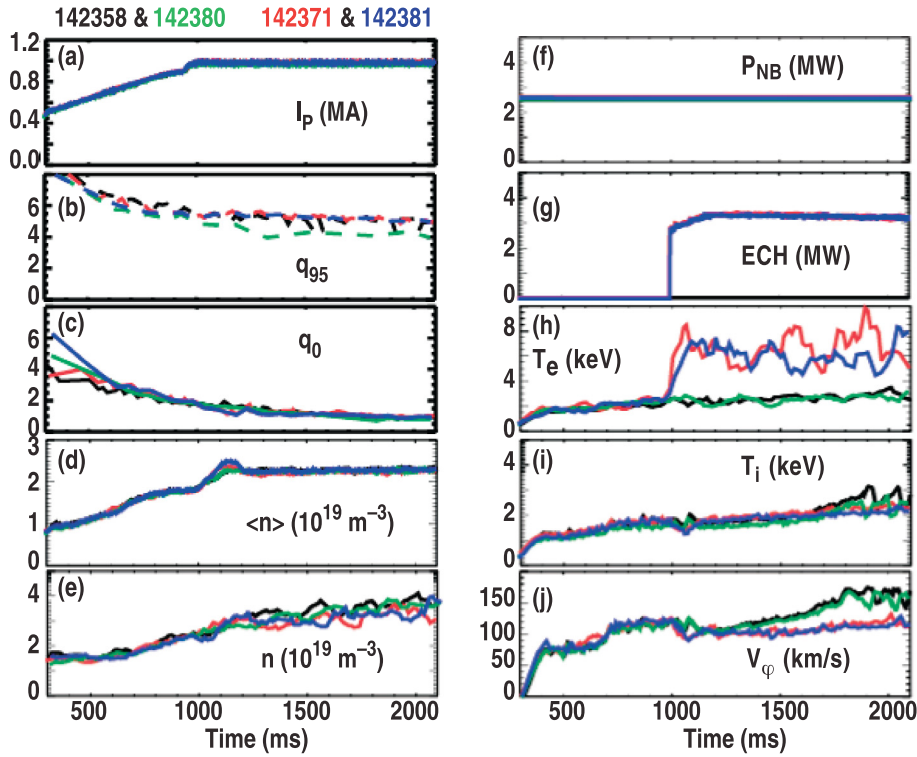 142358 & 142380 142371 & 142381
(a)
1.2
0.8
0.4
0.0
I_P (MA)
(b)
6
4
2
0
q_95
(c)
6
4
2
0
q_0
(d)
3
2
1
0
<n> (10^19 m^−3)
(e)
4
2
0
n (10^19 m^−3)
500 1000 1500 2000
Time (ms)
(f)
4
2
0
P_NB (MW)
(g)
4
2
0
ECH (MW)
(h)
8
6
4
2
0
T_e (keV)
(i)
4
2
0
T_i (keV)
(j)
150
100
50
0
V_φ (km/s)
500 1000 1500 2000
Time (ms)